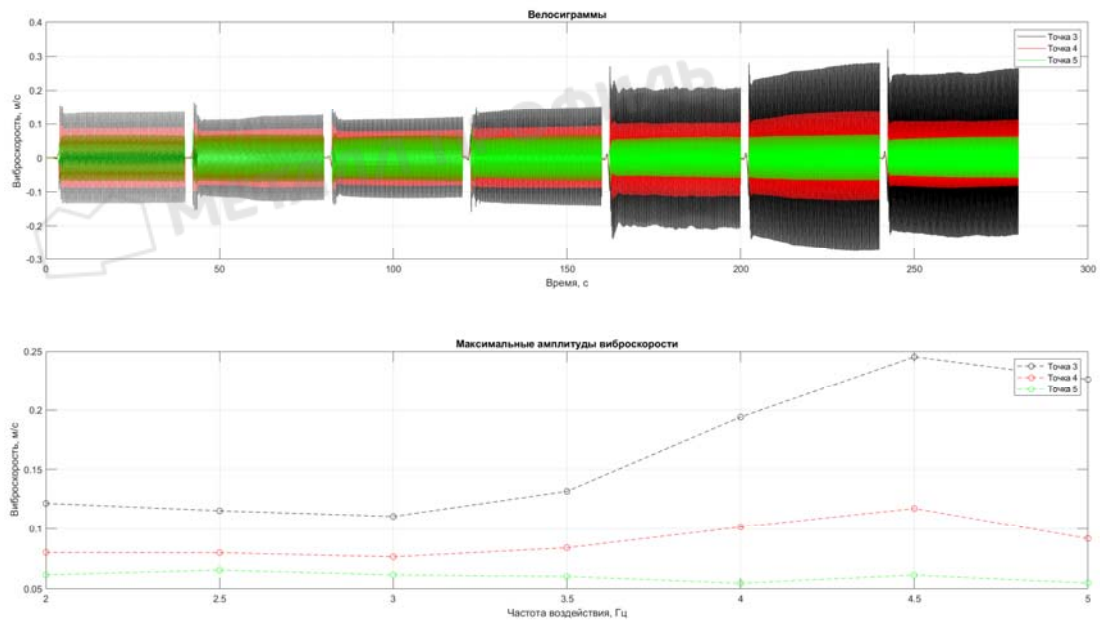 Велосиграммы
0.4
0.3
0.2
0.1
0
-0.1
-0.2
-0.3
Виброскорость, м/с
Точка 3
Точка 4
Точка 5
МЕТАЛЛ ПРОФИЛЬ
0 50 100 150 200 250 300
Время, с
Максимальные амплитуды виброскорости
0.25
0.2
0.15
0.1
0.05
Виброскорость, м/с
Точка 3
Точка 4
Точка 5
2 2.5 3 3.5 4 4.5 5
Частота воздействия, Гц